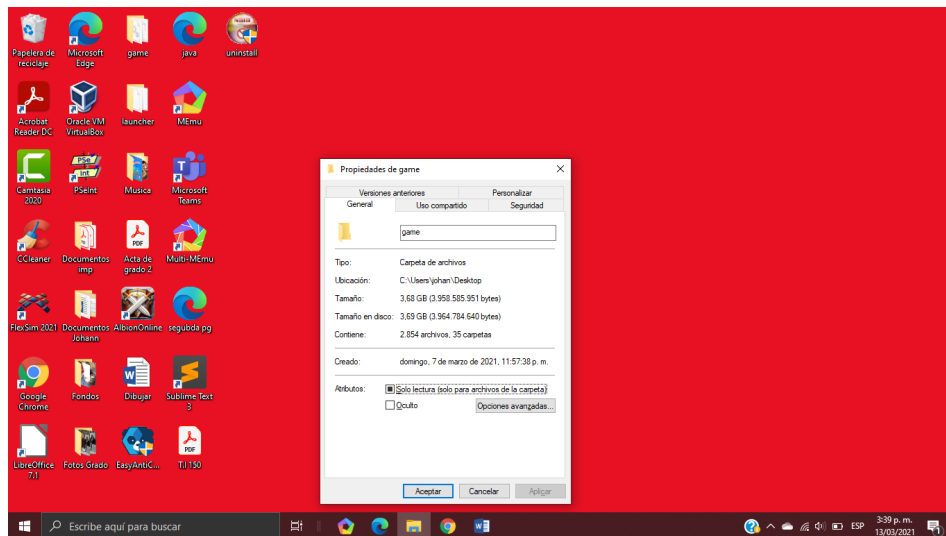 Papelera de reciclaje
Microsoft Edge
game
java
uninstall
Acrobat Reader DC
Oracle VM VirtualBox
launcher
MEmu
Camtasia 2020
PSeInt
Musica
Microsoft Teams
CCleaner
Documentos imp
Acta de grado 2
Multi-MEmu
FlexSim 2021
Documentos Johann
AlbionOnline
segubda pg
Google Chrome
Fondos
Dibujar
Sublime Text 3
LibreOffice 7.1
Fotos Grado
EasyAntiC...
T.I 150
Propiedades de game
Versiones anteriores
Personalizar
General
Uso compartido
Seguridad
game
Tipo: Carpeta de archivos
Ubicación: C:\Users\johan\Desktop
Tamaño: 3,68 GB (3.958.585.951 bytes)
Tamaño en disco: 3,69 GB (3.964.784.640 bytes)
Contiene: 2.854 archivos, 35 carpetas
Creado: domingo, 7 de marzo de 2021, 11:57:38 p. m.
Atributos: Solo lectura (solo para archivos de la carpeta)
Oculto
Opciones avanzadas...
Aceptar
Cancelar
Aplicar
Escribe aquí para buscar
ESP
3:39 p. m.
13/03/2021